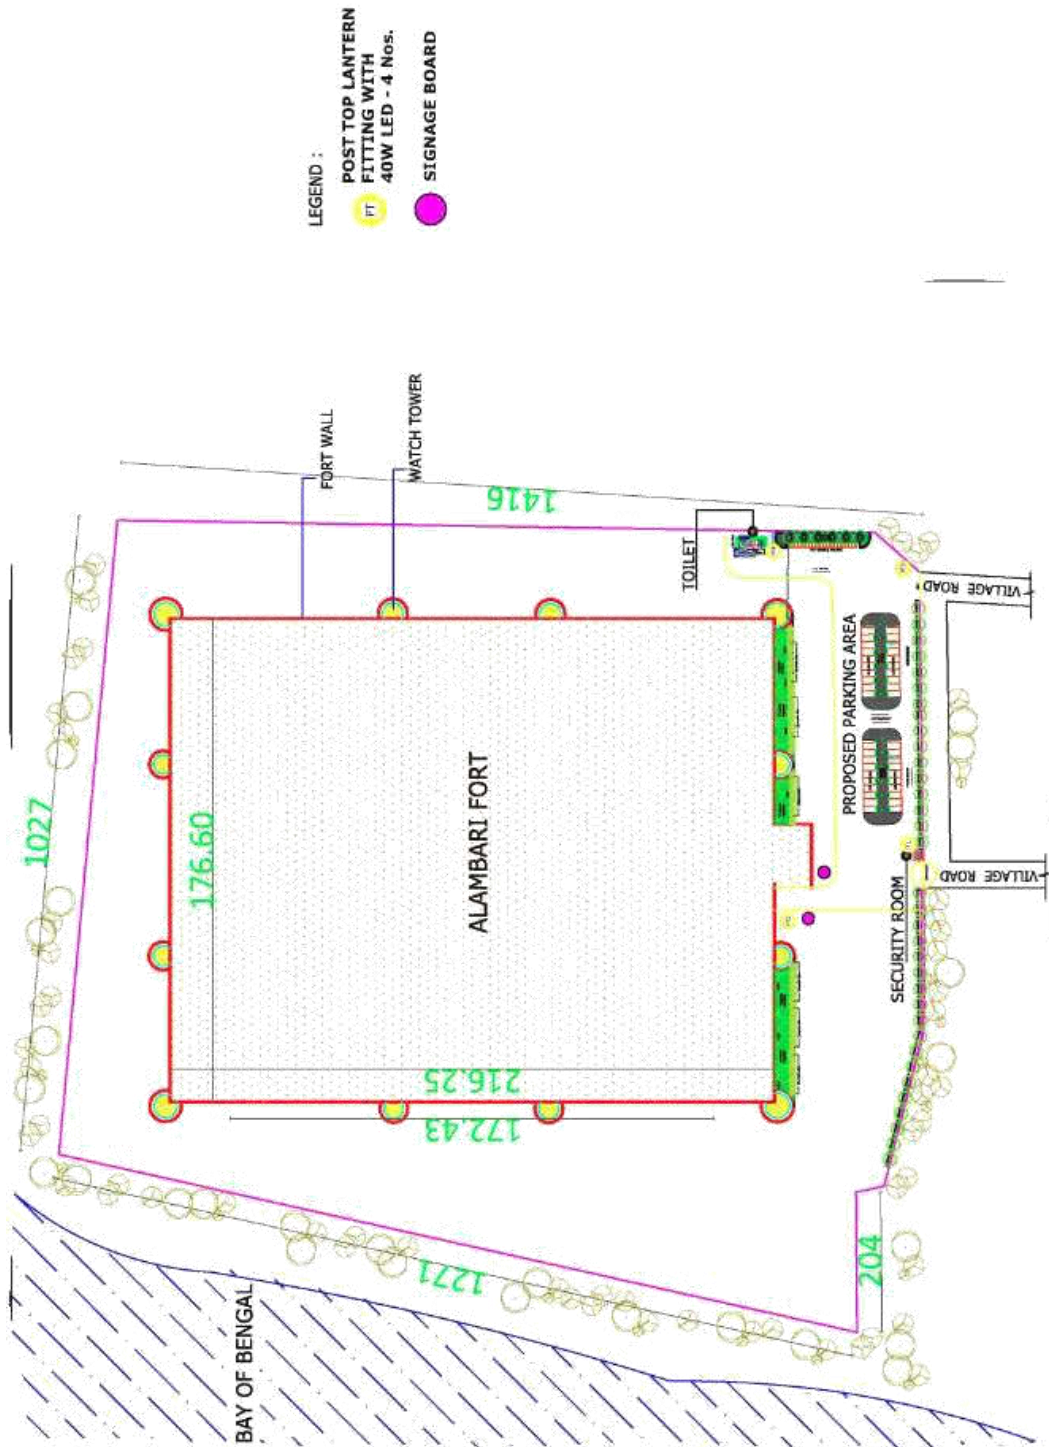 LEGEND :
POST TOP LANTERN
FITTING WITH
40W LED - 4 Nos.
PT
SIGNAGE BOARD
FORT WALL
WATCH TOWER
1416
1027
TOILET
VILLAGE ROAD
PROPOSED PARKING AREA
176.60
ALAMBARI FORT
SECURITY ROOM
VILLAGE ROAD
216.25
172.43
204
1271
BAY OF BENGAL